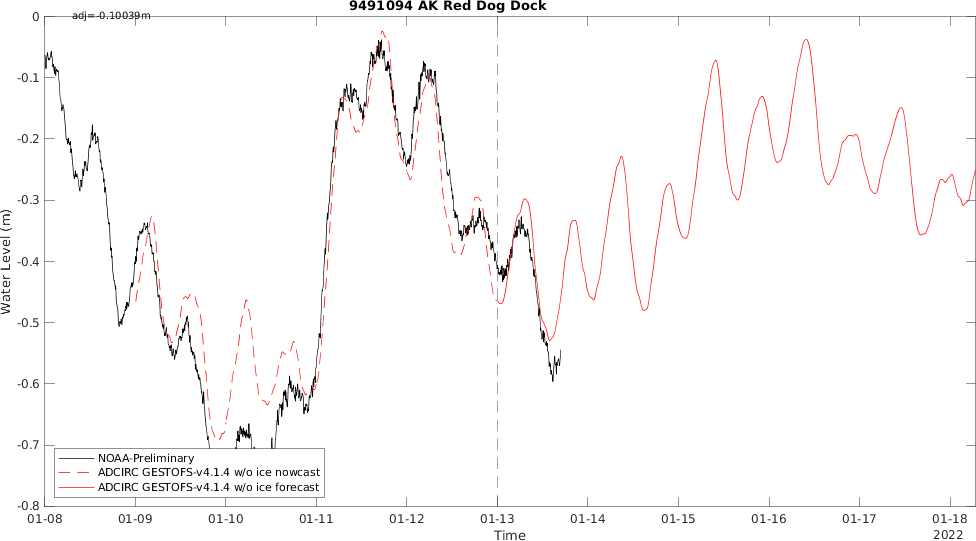 9491094 AK Red Dog Dock
adj=-0.10039m
0
-0.1
-0.2
-0.3
-0.4
-0.5
-0.6
-0.7
-0.8
Water Level (m)
NOAA-Preliminary
ADCIRC GESTOFS-v4.1.4 w/o ice nowcast
ADCIRC GESTOFS-v4.1.4 w/o ice forecast
01-08 01-09 01-10 01-11 01-12 01-13 01-14 01-15 01-16 01-17 01-18
Time
2022